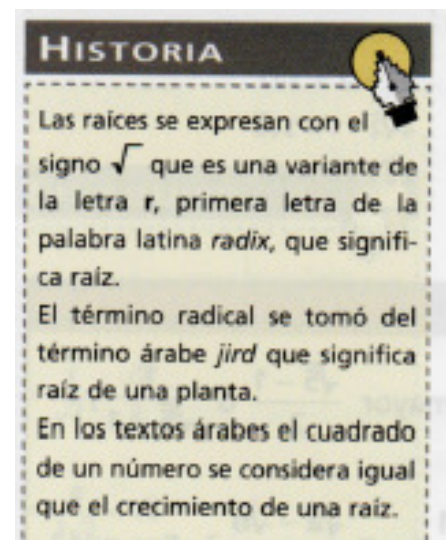 HISTORIA
Las raíces se expresan con el
signo √ que es una variante de
la letra r, primera letra de la
palabra latina radix, que signifi-
ca raíz.
El término radical se tomó del
término árabe jird que significa
raíz de una planta.
En los textos árabes el cuadrado
de un número se considera igual
que el crecimiento de una raíz.